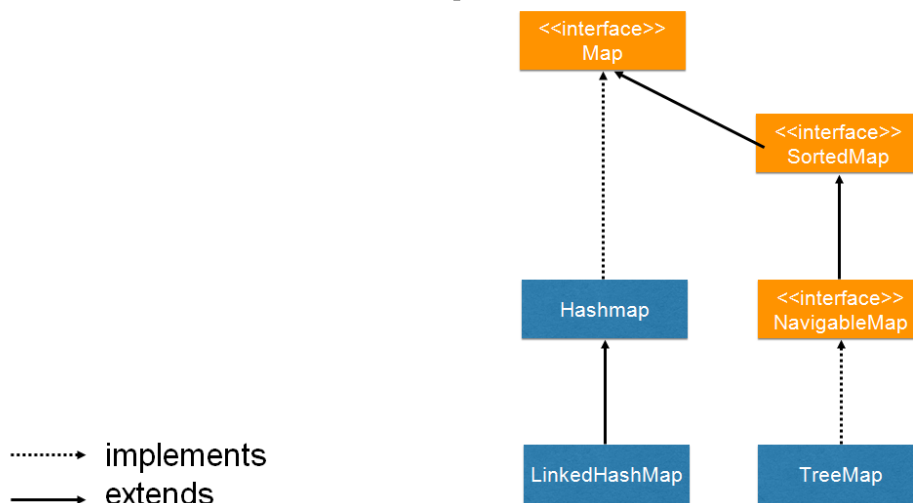 <<interface>>
Map
<<interface>>
SortedMap
Hashmap
<<interface>>
NavigableMap
implements
LinkedHashMap
TreeMap
extends